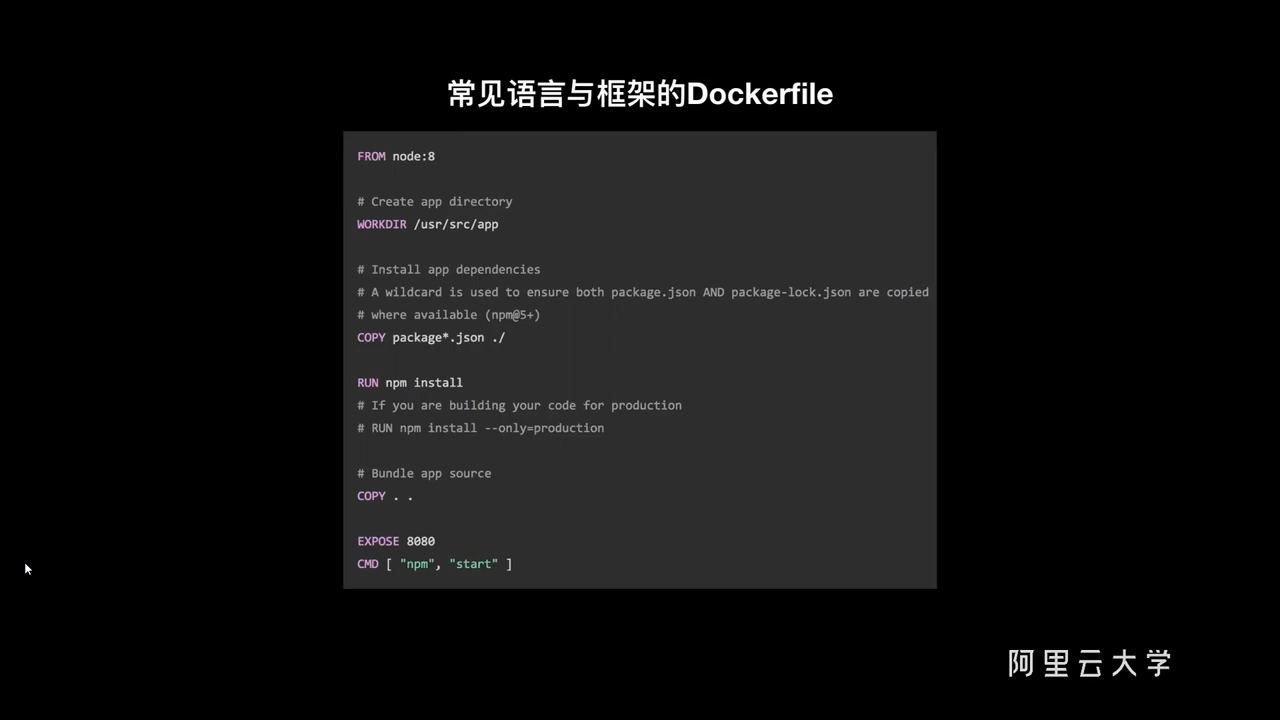 常见语言与框架的Dockerfile
FROM node:8
# Create app directory
WORKDIR /usr/src/app
# Install app dependencies
# A wildcard is used to ensure both package.json AND package-lock.json are copied
# where available (npm@5+)
COPY package*.json ./
RUN npm install
# If you are building your code for production
# RUN npm install --only=production
# Bundle app source
COPY . .
EXPOSE 8080
CMD [ "npm", "start" ]
阿里云大学